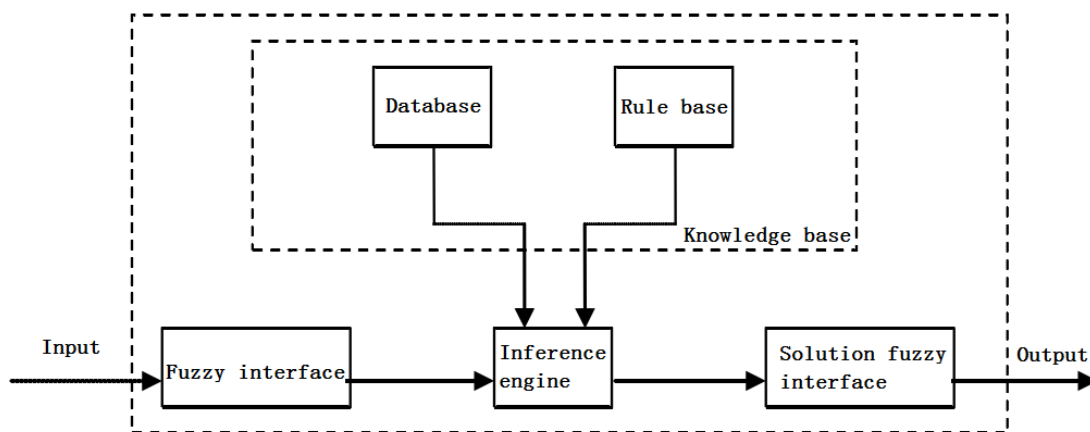 Database
Rule base
Knowledge base
Input
Fuzzy interface
Inference
engine
Solution fuzzy
interface
Output